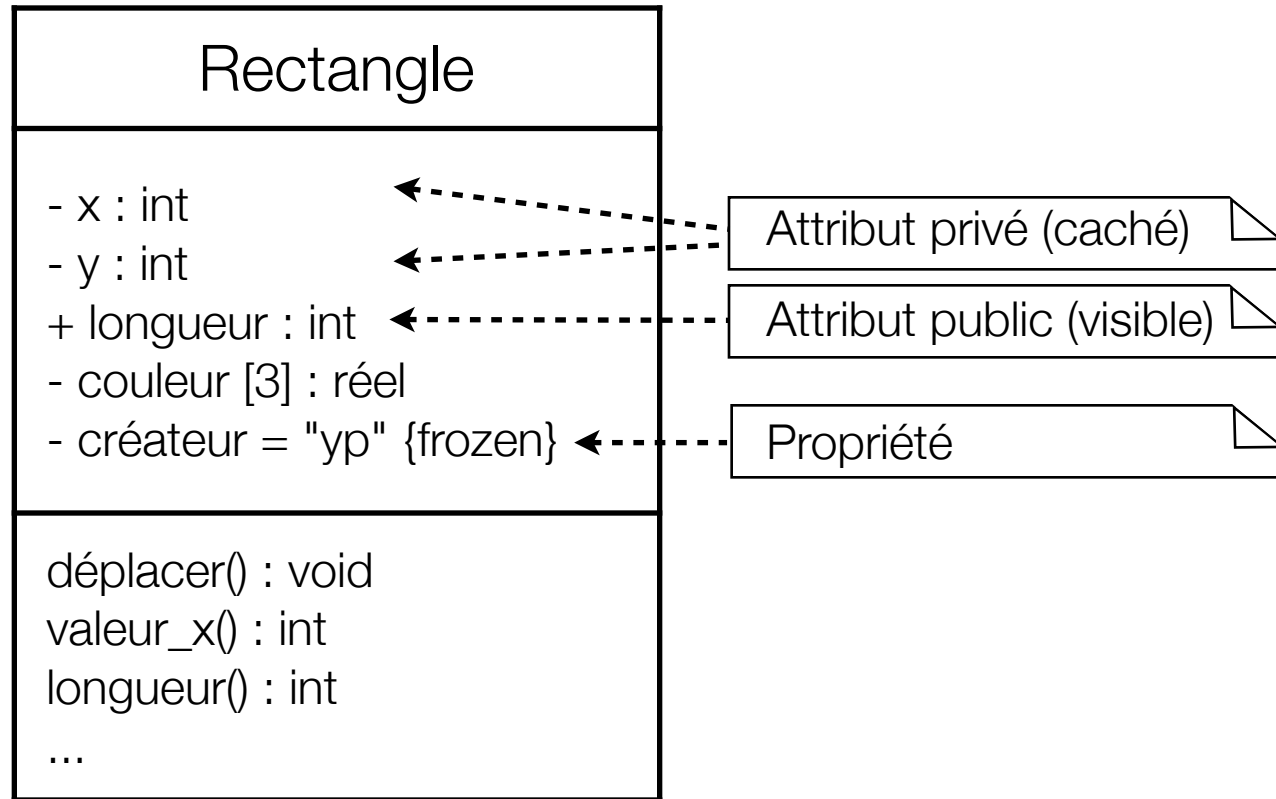 Rectangle
- x : int
- y : int
+ longueur : int
- couleur [3] : réel
- créateur = "yp" {frozen}
déplacer() : void
valeur_x() : int
longueur() : int
...
Attribut privé (caché)
Attribut public (visible)
Propriété